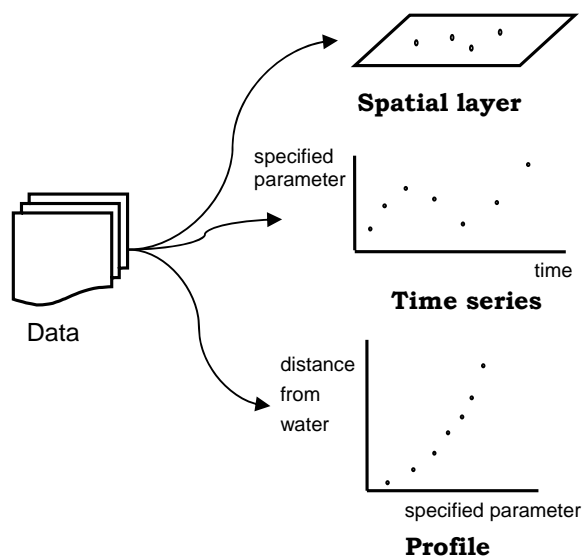 Spatial layer
specified
parameter
time
Time series
Data
distance
from
water
specified parameter
Profile